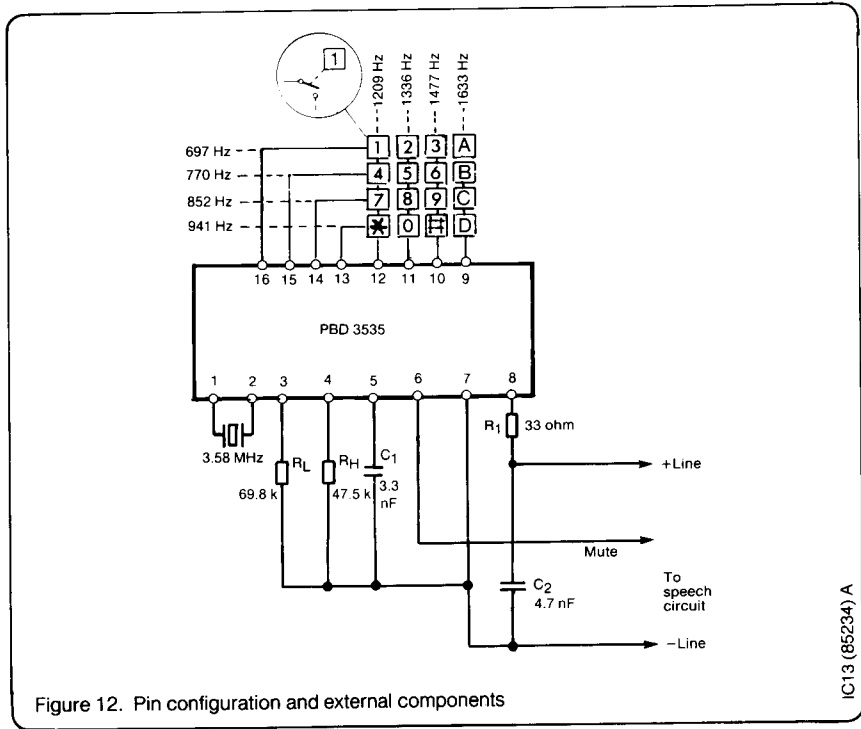 1
1209 Hz
1336 Hz
1477 Hz
1633 Hz
697 Hz
1 2 3 A
770 Hz
4 5 6 B
852 Hz
7 8 9 C
941 Hz
* 0 # D
16 15 14 13 12 11 10 9
PBD 3535
1 2 3 4 5 6 7 8
3.58 MHz
RL
69.8 k
RH
47.5 k
C1
3.3
nF
R1 33 ohm
+Line
Mute
C2
4.7 nF
To
speech
circuit
−Line
IC13 (85234) A
Figure 12. Pin configuration and external components